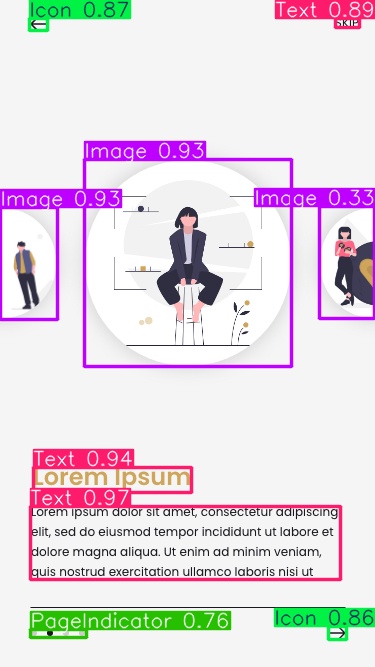 Icon 0.87
Text 0.89
SKIP
Image 0.93
Image 0.93
Image 0.33
Text 0.94
Lorem Ipsum
Text 0.97
Lorem ipsum dolor sit amet, consectetur adipiscing
elit, sed do eiusmod tempor incididunt ut labore et
dolore magna aliqua. Ut enim ad minim veniam,
quis nostrud exercitation ullamco laboris nisi ut
PageIndicator 0.76
Icon 0.86